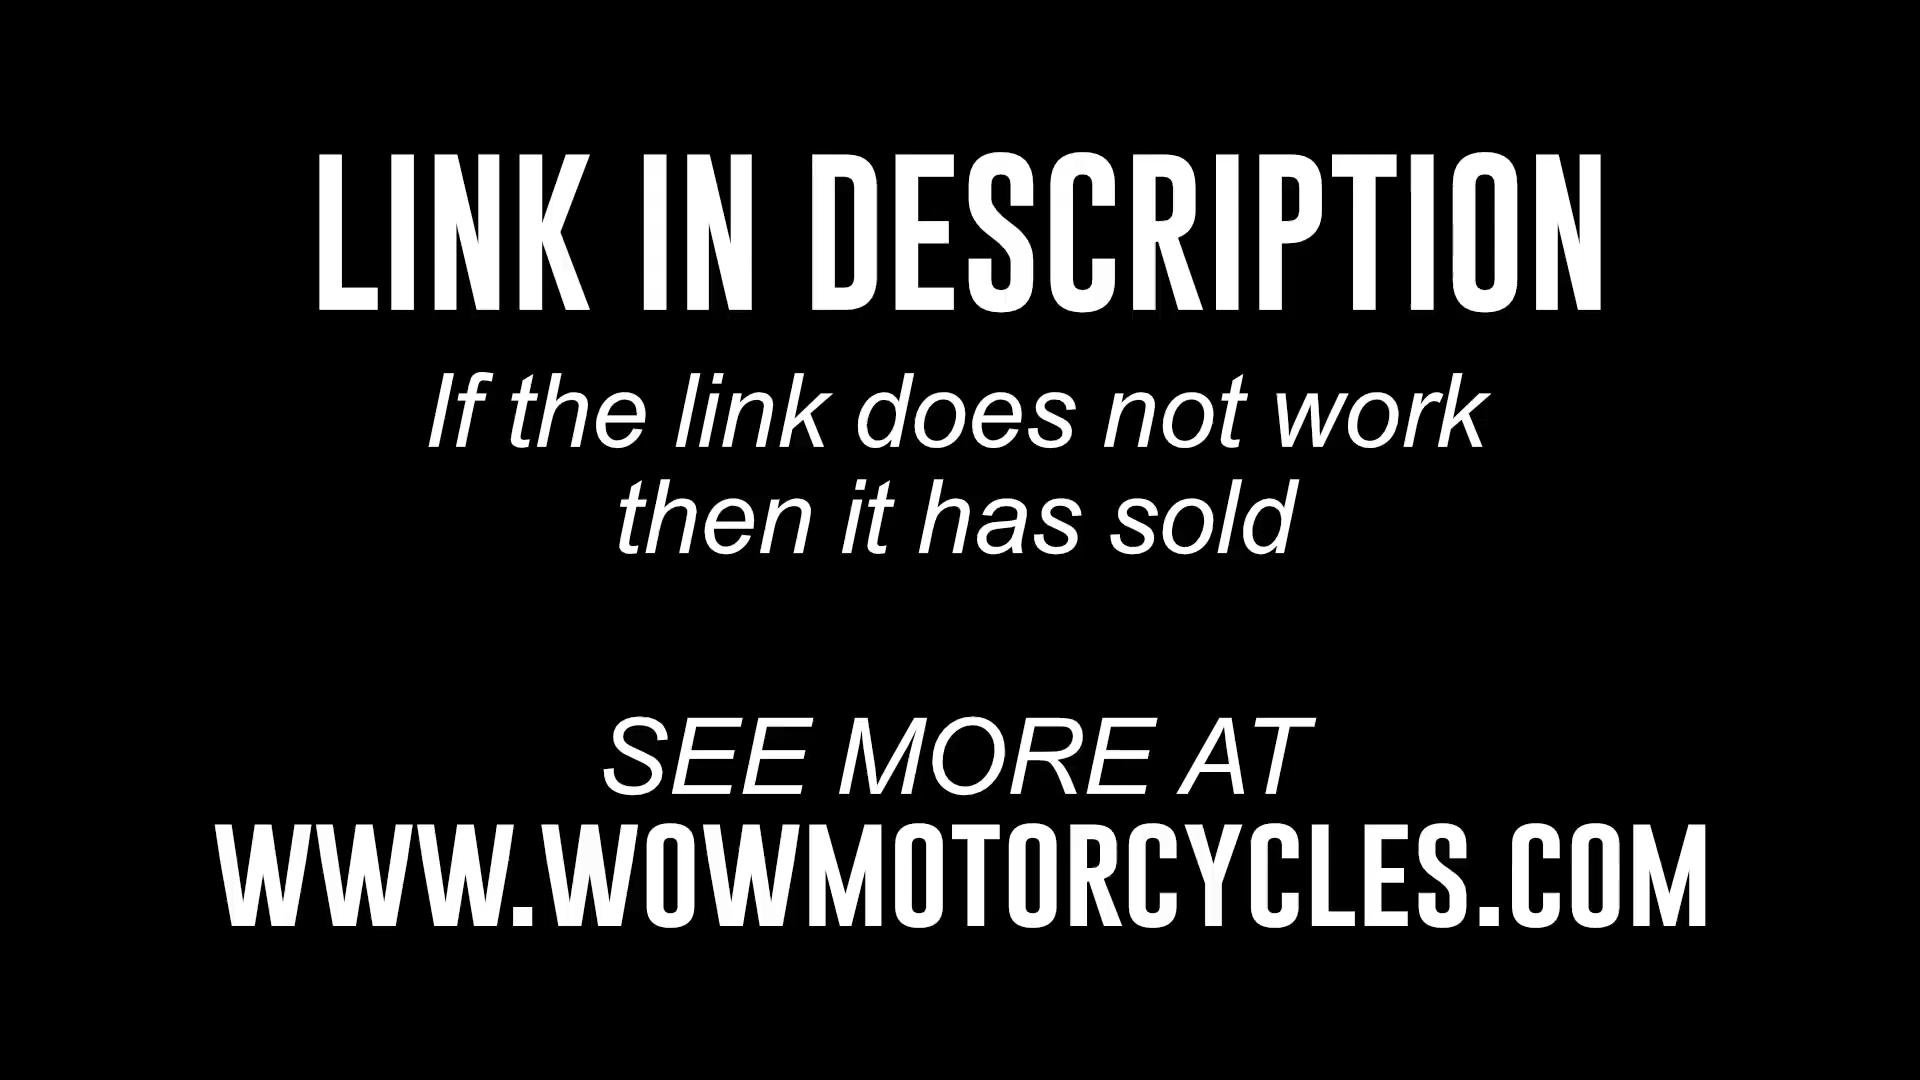 LINK IN DESCRIPTION
If the link does not work
then it has sold
SEE MORE AT
WWW.WOWMOTORCYCLES.COM